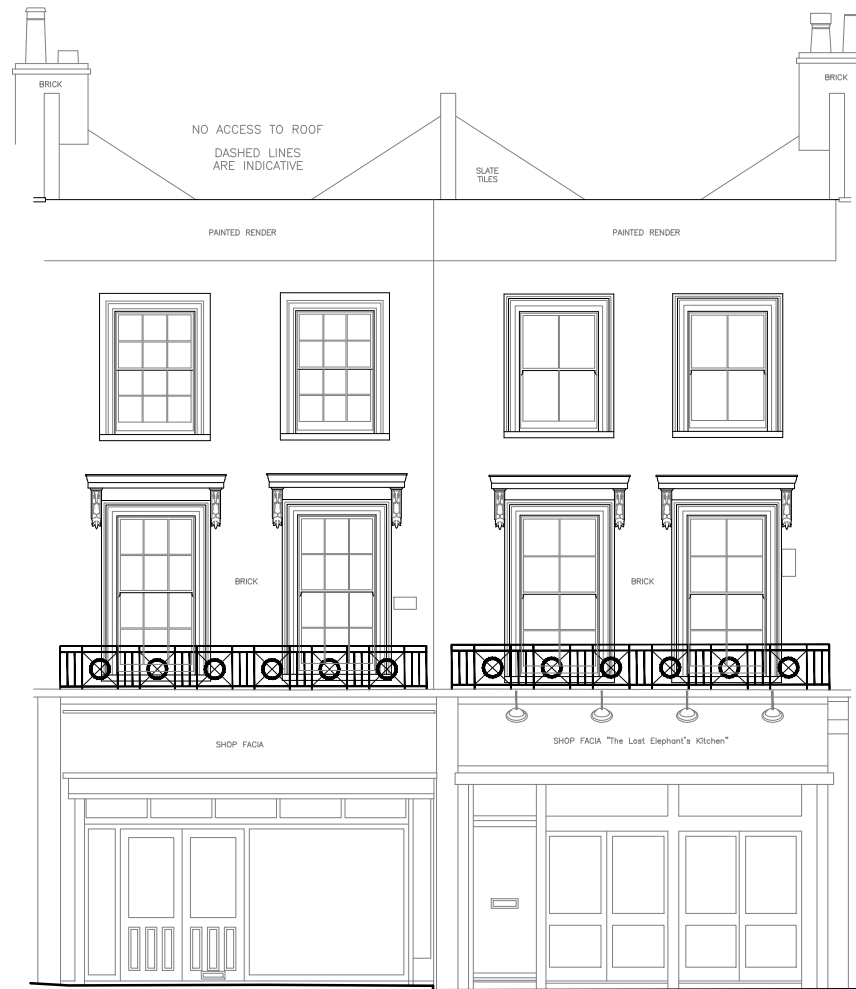 BRICK
BRICK
NO ACCESS TO ROOF
DASHED LINES
ARE INDICATIVE
SLATE
TILES
PAINTED RENDER
PAINTED RENDER
BRICK
BRICK
SHOP FACIA
SHOP FACIA "The Lost Elephant's Kitchen"